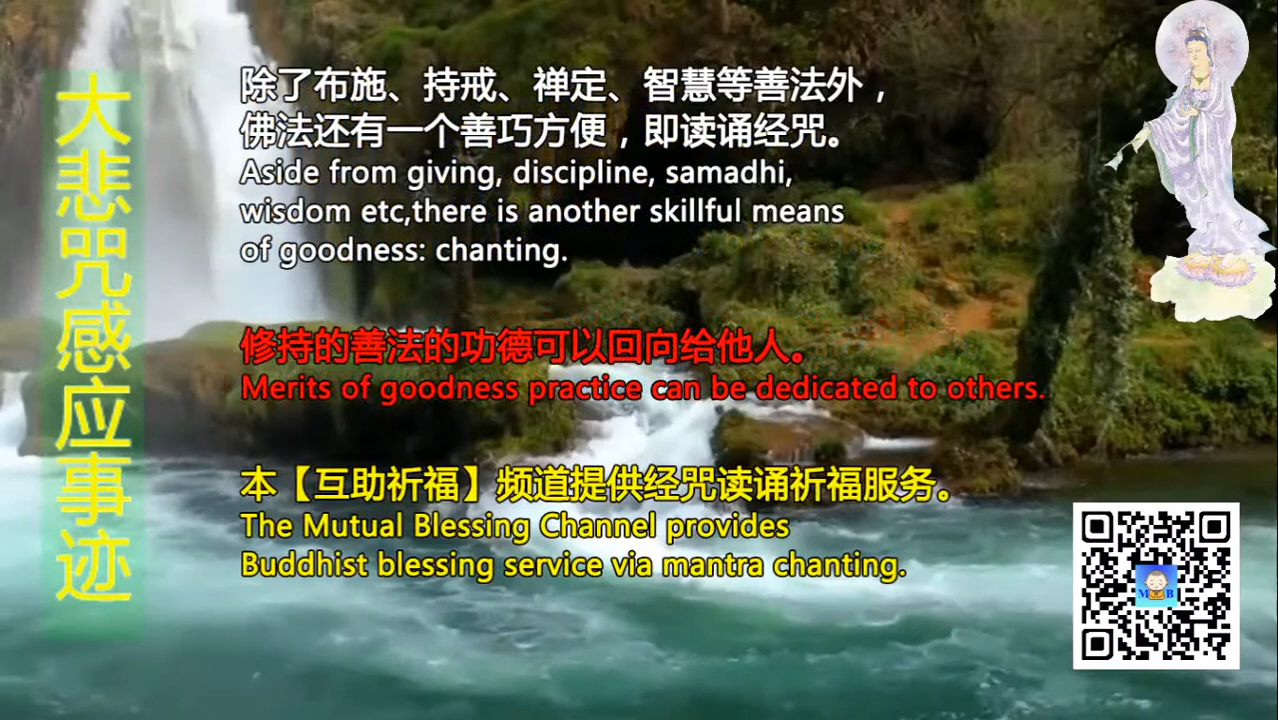 大悲咒感应事迹
除了布施、持戒、禅定、智慧等善法外，
佛法还有一个善巧方便，即读诵经咒。
Aside from giving, discipline, samadhi,
wisdom etc,there is another skillful means
of goodness: chanting.
修持的善法的功德可以回向给他人。
Merits of goodness practice can be dedicated to others.
本【互助祈福】频道提供经咒读诵祈福服务。
The Mutual Blessing Channel provides
Buddhist blessing service via mantra chanting.
M B